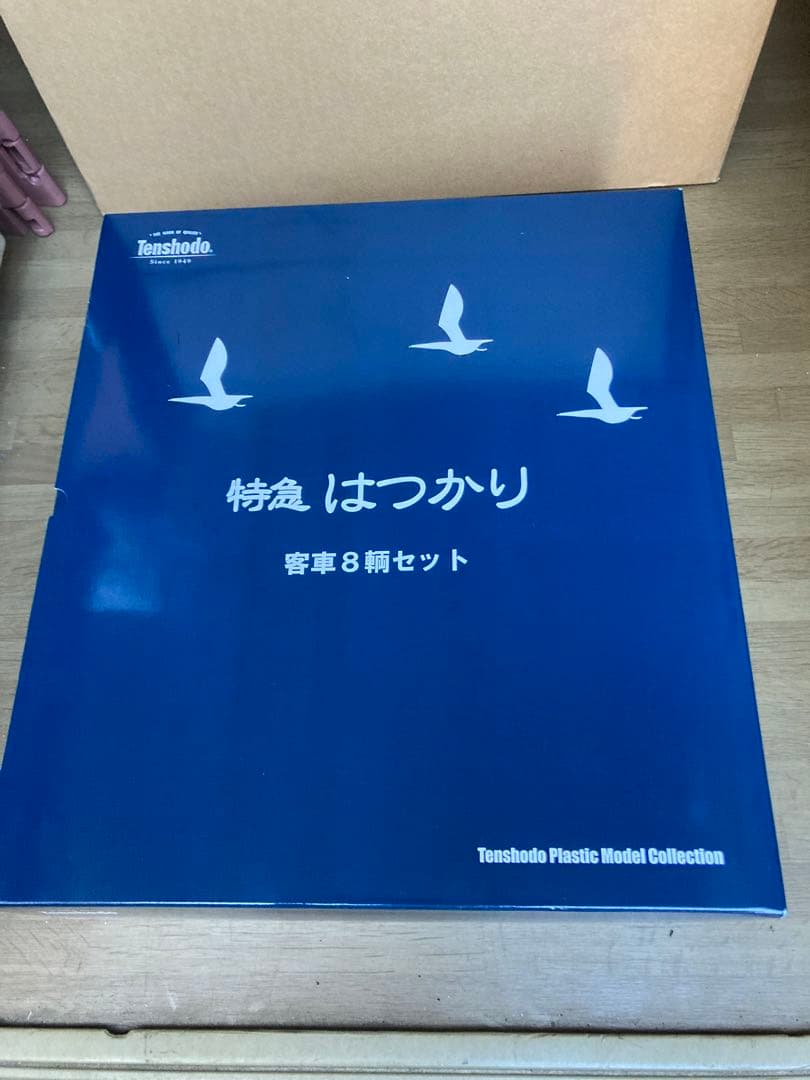 THE MARK OF QUALITY
Tenshodo.
Since 1949
特急 はつかり
客車8輌セット
Tenshodo Plastic Model Collection